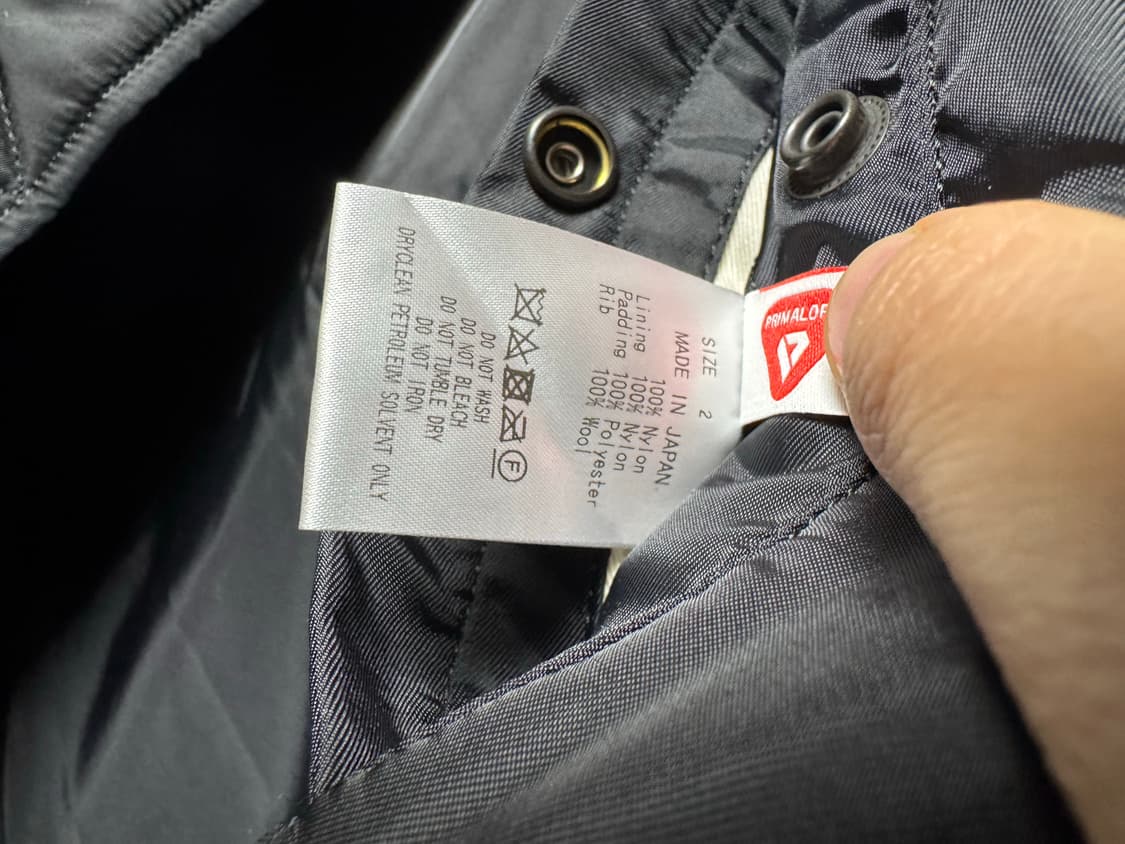 SIZE 2
MADE IN JAPAN
100% Nylon
Lining 100% Nylon
Padding 100% Polyester
Rib 100% Wool
F
DO NOT WASH
DO NOT BLEACH
DO NOT TUMBLE DRY
DO NOT IRON
DRYCLEAN PETROLEUM SOLVENT ONLY
PRIMALOF